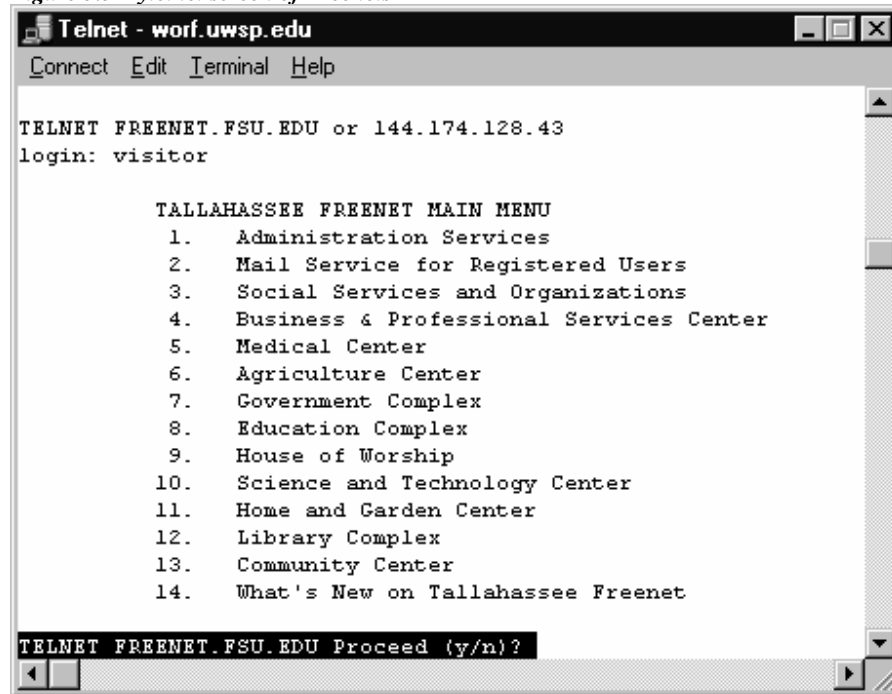 Telnet - worf.uwsp.edu
Connect Edit Terminal Help
TELNET FREENET.FSU.EDU or 144.174.128.43
login: visitor
TALLAHASSEE FREENET MAIN MENU
1. Administration Services
2. Mail Service for Registered Users
3. Social Services and Organizations
4. Business & Professional Services Center
5. Medical Center
6. Agriculture Center
7. Government Complex
8. Education Complex
9. House of Worship
10. Science and Technology Center
11. Home and Garden Center
12. Library Complex
13. Community Center
14. What's New on Tallahassee Freenet
TELNET FREENET.FSU.EDU Proceed (y/n)?